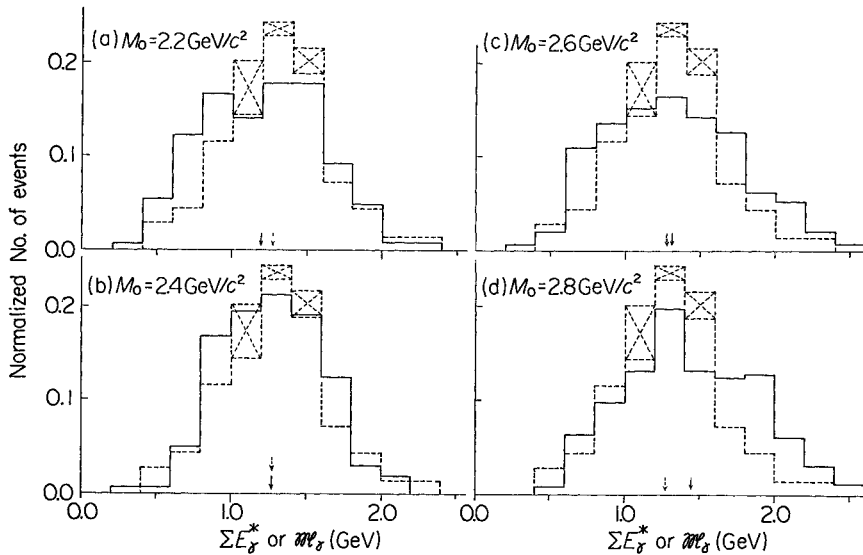 (a) M₀=2.2GeV/c²
(c) M₀=2.6GeV/c²
0.2
0.1
0.0
(b) M₀=2.4GeV/c²
(d) M₀=2.8GeV/c²
0.2
0.1
0.0
0.0 1.0 2.0
0.0 1.0 2.0
Normalized No. of events
ΣE*ᵧ or 𝓜ᵧ (GeV)
ΣE*ᵧ or 𝓜ᵧ (GeV)